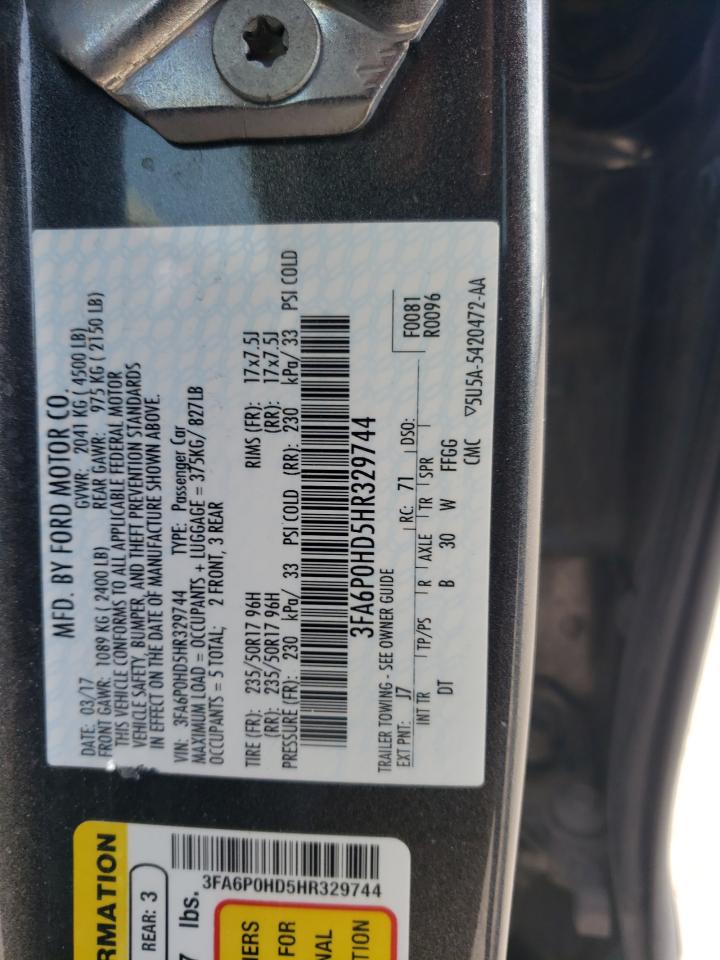 MFD. BY FORD MOTOR CO.
DATE: 03/17 GVWR: 2041 KG ( 4500 LB)
FRONT GAWR: 1089 KG ( 2400 LB) REAR GAWR: 975 KG ( 2150 LB)
THIS VEHICLE CONFORMS TO ALL APPLICABLE FEDERAL MOTOR
VEHICLE SAFETY, BUMPER, AND THEFT PREVENTION STANDARDS
IN EFFECT ON THE DATE OF MANUFACTURE SHOWN ABOVE.
VIN: 3FA6P0HD5HR329744 TYPE: Passenger Car
MAXIMUM LOAD = OCCUPANTS + LUGGAGE = 375KG/ 827LB
OCCUPANTS = 5 TOTAL; 2 FRONT, 3 REAR
TIRE (FR): 235/50R17 96H RIMS (FR): 17x7.5J
(RR): 235/50R17 96H (RR): 17x7.5J
PRESSURE (FR): 230 kPa/ 33 PSI COLD (RR): 230 kPa/ 33 PSI COLD
3FA6P0HD5HR329744
TRAILER TOWING - SEE OWNER GUIDE
F0081
R0096
EXT PNT: J7 RC: 71 DSO:
INT TR TP/PS R AXLE TR SPR
DT B 30 W FFGG
CMC ▽5U5A-5420472-AA
RMATION
REAR: 3
7 lbs.
3FA6P0HD5HR329744
NERS
FOR
NAL
TION